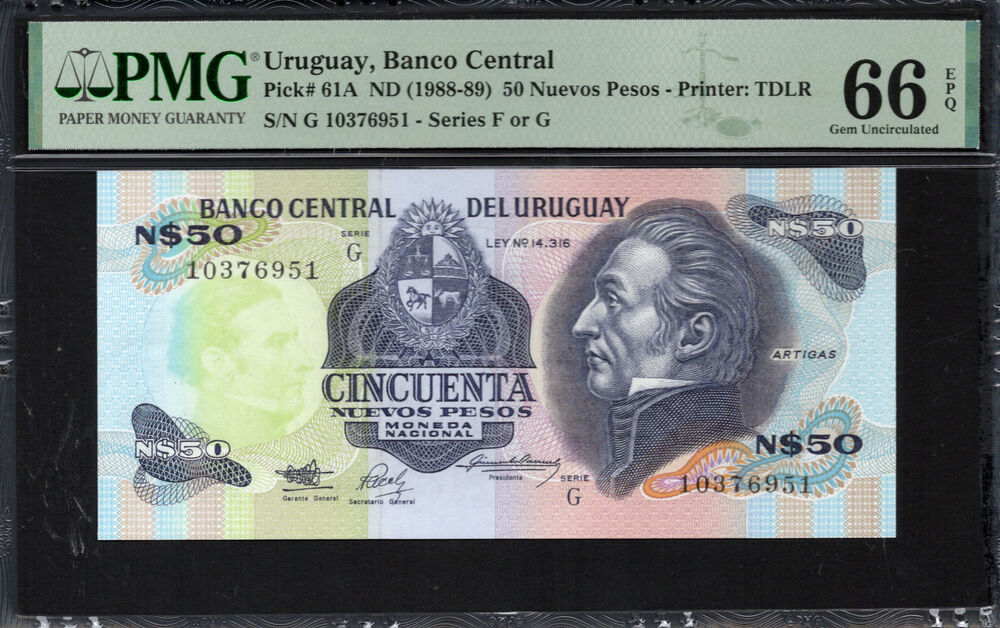 PMG®
PAPER MONEY GUARANTY
Uruguay, Banco Central
Pick# 61A ND (1988-89) 50 Nuevos Pesos - Printer: TDLR
S/N G 10376951 - Series F or G
66 EPQ
Gem Uncirculated
BANCO CENTRAL DEL URUGUAY
N$50
SERIE
G
LEY Nº 14.316
N$50
10376951
ARTIGAS
CINCUENTA
NUEVOS PESOS
MONEDA
NACIONAL
N$50
N$50
Gerente General
Secretario General
Presidente
SERIE
G
10376951